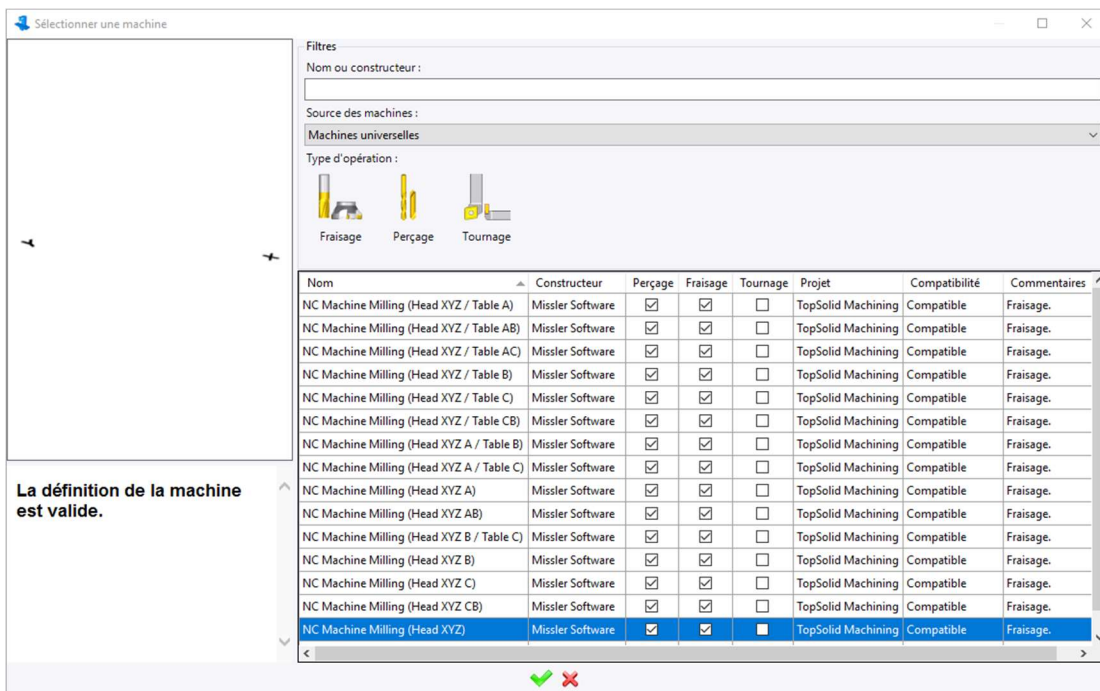 Sélectionner une machine
Filtres
Nom ou constructeur :
Source des machines :
Machines universelles
Type d'opération :
Fraisage Perçage Tournage
Nom Constructeur Perçage Fraisage Tournage Projet Compatibilité Commentaires
NC Machine Milling (Head XYZ / Table A) Missler Software TopSolid Machining Compatible Fraisage.
NC Machine Milling (Head XYZ / Table AB) Missler Software TopSolid Machining Compatible Fraisage.
NC Machine Milling (Head XYZ / Table AC) Missler Software TopSolid Machining Compatible Fraisage.
NC Machine Milling (Head XYZ / Table B) Missler Software TopSolid Machining Compatible Fraisage.
NC Machine Milling (Head XYZ / Table C) Missler Software TopSolid Machining Compatible Fraisage.
NC Machine Milling (Head XYZ / Table CB) Missler Software TopSolid Machining Compatible Fraisage.
NC Machine Milling (Head XYZ A / Table B) Missler Software TopSolid Machining Compatible Fraisage.
NC Machine Milling (Head XYZ A / Table C) Missler Software TopSolid Machining Compatible Fraisage.
NC Machine Milling (Head XYZ A) Missler Software TopSolid Machining Compatible Fraisage.
NC Machine Milling (Head XYZ AB) Missler Software TopSolid Machining Compatible Fraisage.
NC Machine Milling (Head XYZ B / Table C) Missler Software TopSolid Machining Compatible Fraisage.
NC Machine Milling (Head XYZ B) Missler Software TopSolid Machining Compatible Fraisage.
NC Machine Milling (Head XYZ C) Missler Software TopSolid Machining Compatible Fraisage.
NC Machine Milling (Head XYZ CB) Missler Software TopSolid Machining Compatible Fraisage.
NC Machine Milling (Head XYZ) Missler Software TopSolid Machining Compatible Fraisage.
La définition de la machine
est valide.